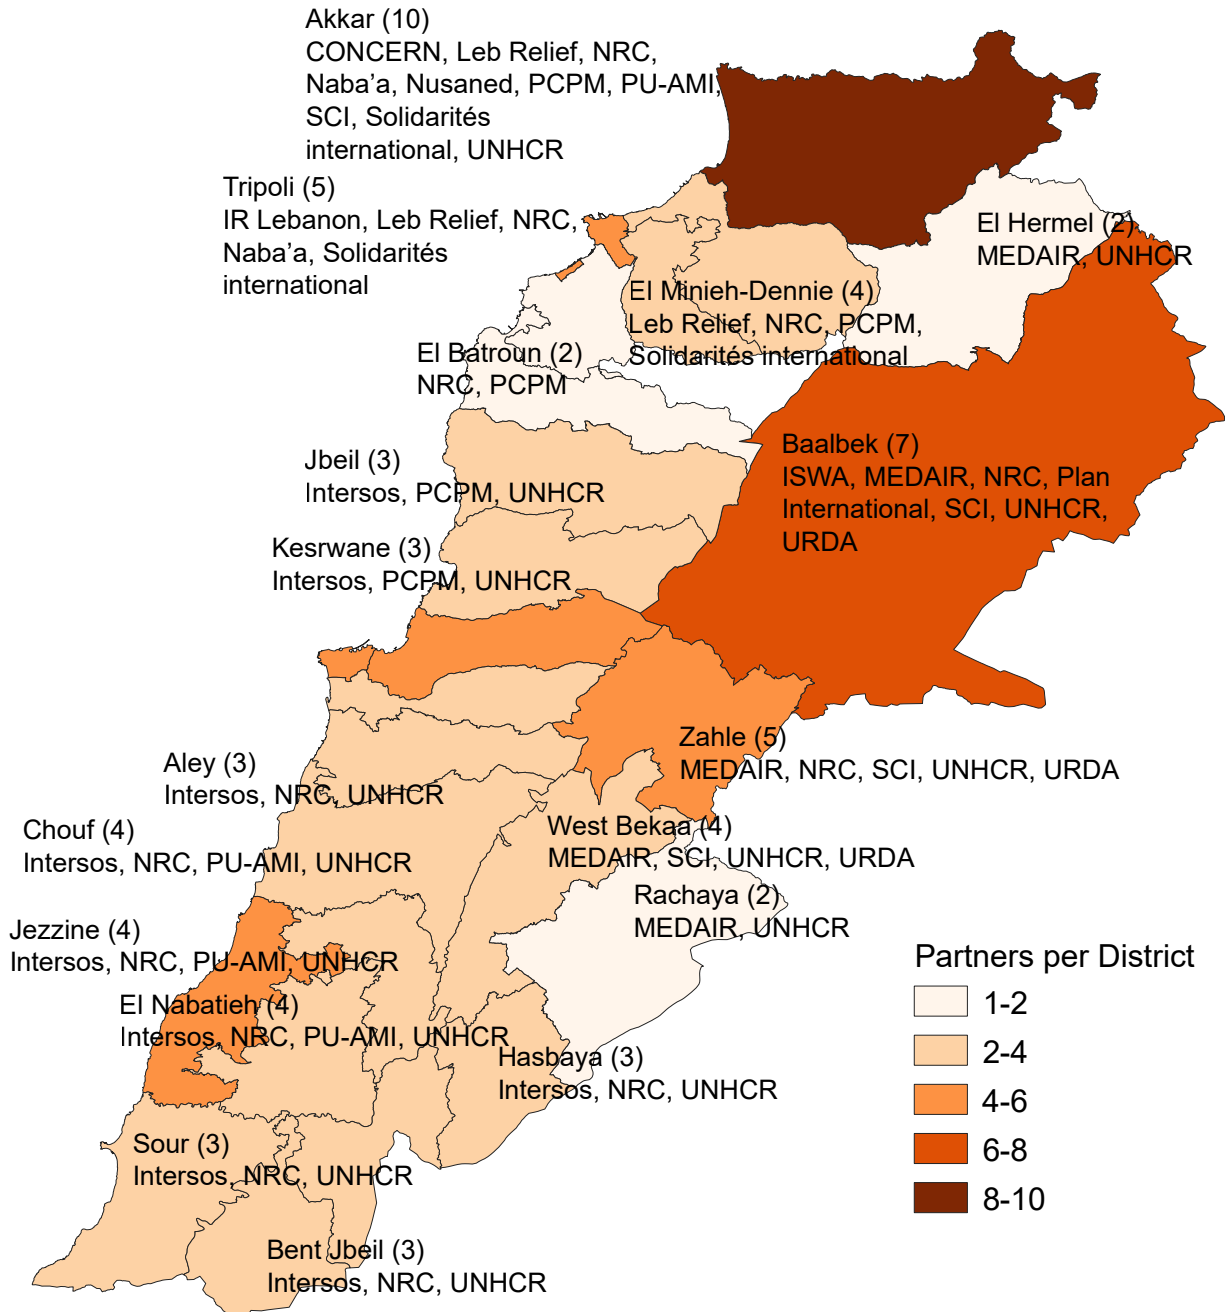 Akkar (10)
CONCERN, Leb Relief, NRC,
Naba’a, Nusaned, PCPM, PU-AMI,
SCI, Solidarités
international, UNHCR
Tripoli (5)
IR Lebanon, Leb Relief, NRC,
Naba’a, Solidarités
international
El Hermel (2)
MEDAIR, UNHCR
El Minieh-Dennie (4)
Leb Relief, NRC, PCPM,
Solidarités international
El Batroun (2)
NRC, PCPM
Baalbek (7)
ISWA, MEDAIR, NRC, Plan
International, SCI, UNHCR,
URDA
Jbeil (3)
Intersos, PCPM, UNHCR
Kesrwane (3)
Intersos, PCPM, UNHCR
Zahle (5)
MEDAIR, NRC, SCI, UNHCR, URDA
Aley (3)
Intersos, NRC, UNHCR
Chouf (4)
Intersos, NRC, PU-AMI, UNHCR
West Bekaa (4)
MEDAIR, SCI, UNHCR, URDA
Rachaya (2)
MEDAIR, UNHCR
Jezzine (4)
Intersos, NRC, PU-AMI, UNHCR
El Nabatieh (4)
Intersos, NRC, PU-AMI, UNHCR
Hasbaya (3)
Intersos, NRC, UNHCR
Sour (3)
Intersos, NRC, UNHCR
Bent Jbeil (3)
Intersos, NRC, UNHCR
Partners per District
1-2
2-4
4-6
6-8
8-10